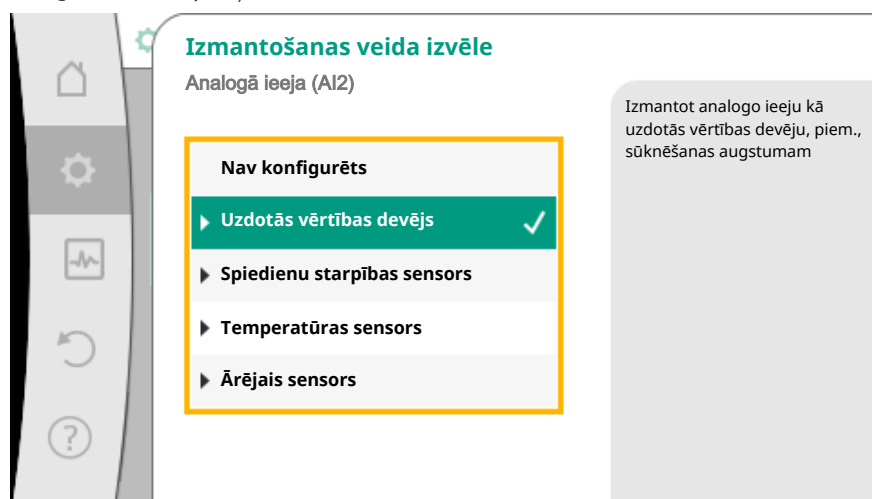 Izmantošanas veida izvēle
Analogā ieeja (AI2)
Nav konfigurēts
Uzdotās vērtības devējs
Spiedienu starpības sensors
Temperatūras sensors
Ārējais sensors
Izmantot analogo ieeju kā
uzdotās vērtības devēju, piem.,
sūknēšanas augstumam